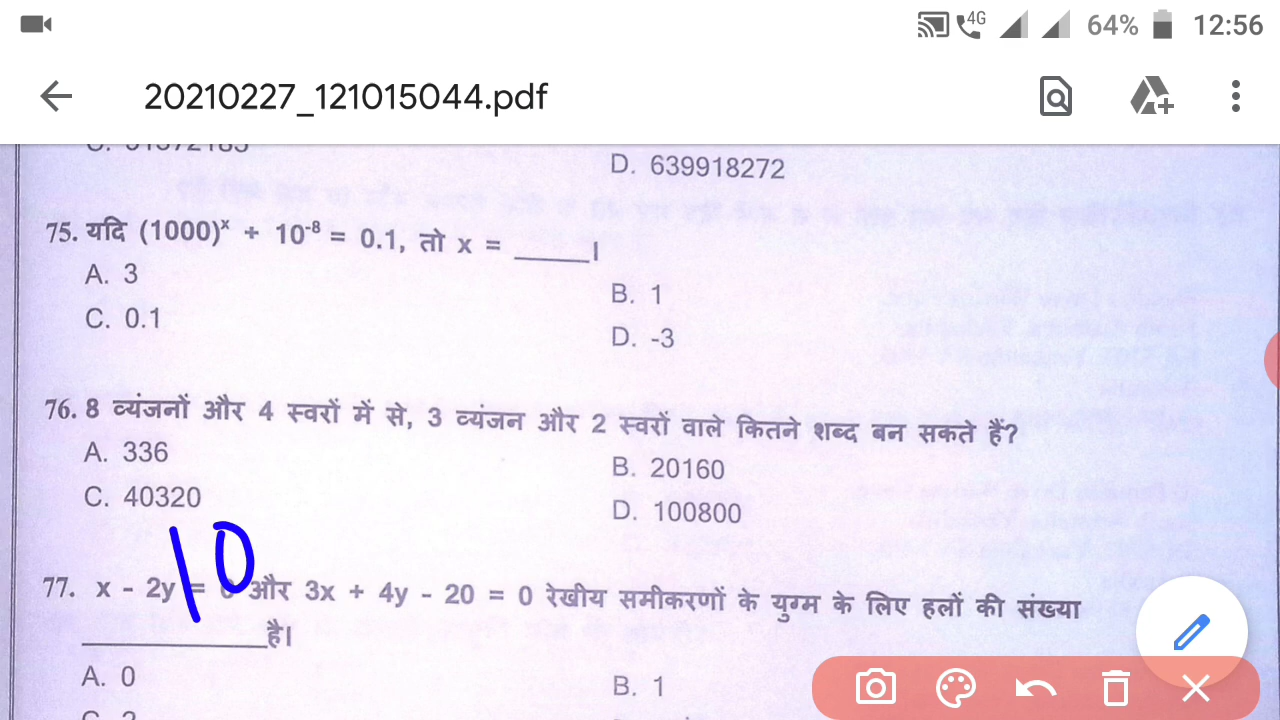 4G 64% 12:56
20210227_121015044.pdf
D. 639918272
75. यदि (1000)ˣ + 10⁻⁸ = 0.1, तो x = _____।
A. 3
B. 1
C. 0.1
D. -3
76. 8 व्यंजनों और 4 स्वरों में से, 3 व्यंजन और 2 स्वरों वाले कितने शब्द बन सकते हैं?
A. 336
B. 20160
C. 40320
D. 100800
10
77. x - 2y = 0 और 3x + 4y - 20 = 0 रेखीय समीकरणों के युग्म के लिए हलों की संख्या
_____________है।
A. 0
B. 1